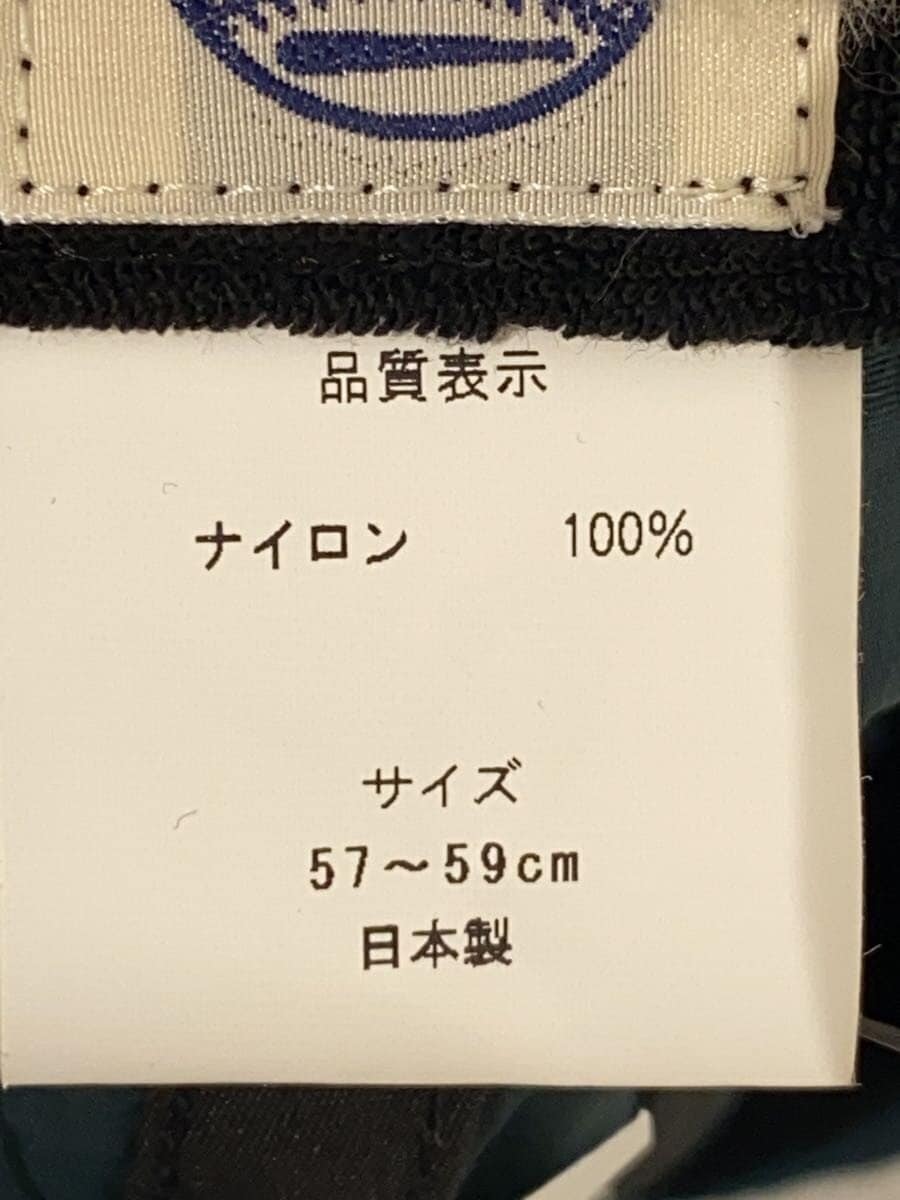 品質表示
ナイロン 100%
サイズ
57～59cm
日本製